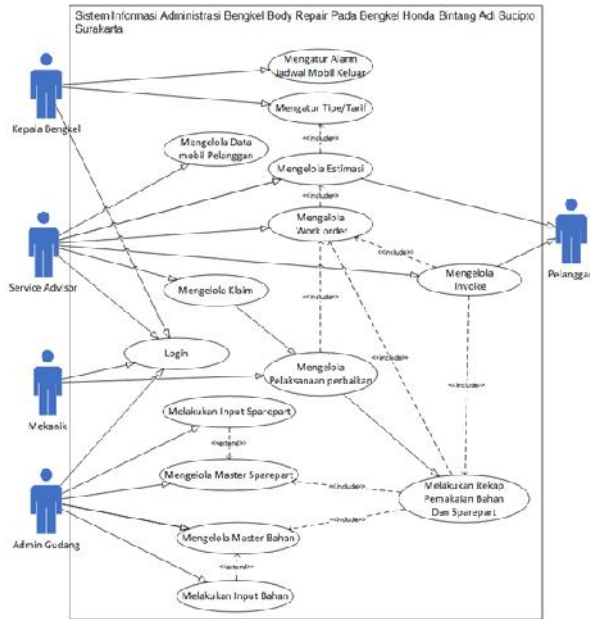 Sistem Informasi Administrasi Bengkel Body Repair Pada Bengkel Honda Bintang Adi Sucipto
Surakarta
Mengatur Alarm
Jadwal Mobil Keluar
Kepala Bengkel
Mengatur Tipe/Tarif
<<include>>
Mengelola Data
mobil Pelanggan
Mengelola Estimasi
<<include>>
Mengelola
Work order
<<include>>
Service Advisor
Pelanggan
Mengelola
Invoice
Mengelola Klaim
<<include>>
Login
<<include>>
<<include>>
Mengelola
Pelaksanaan perbaikan
Mekanik
Melakukan Input Sparepart
<<extend>>
Mengelola Master Sparepart
<<include>>
Melakukan Rekap
Pemakaian Bahan
Dan Sparepart
<<include>>
Admin Gudang
Mengelola Master Bahan
<<extend>>
Melakukan Input Bahan